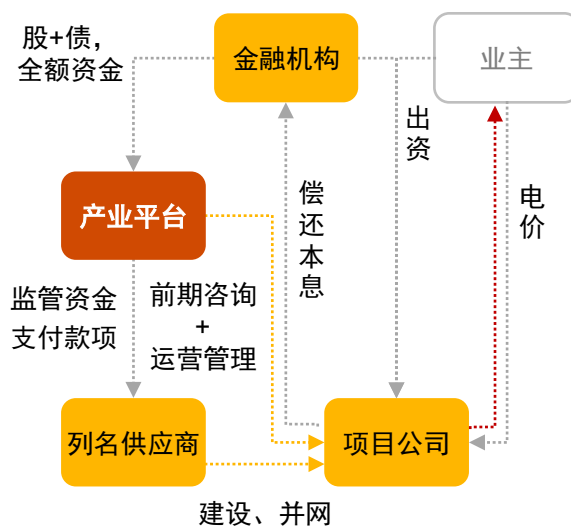 股+债，
全额资金
金融机构
业主
出资
产业平台
偿还本息
电价
监管资金
支付款项
前期咨询
+
运营管理
列名供应商
项目公司
建设、并网